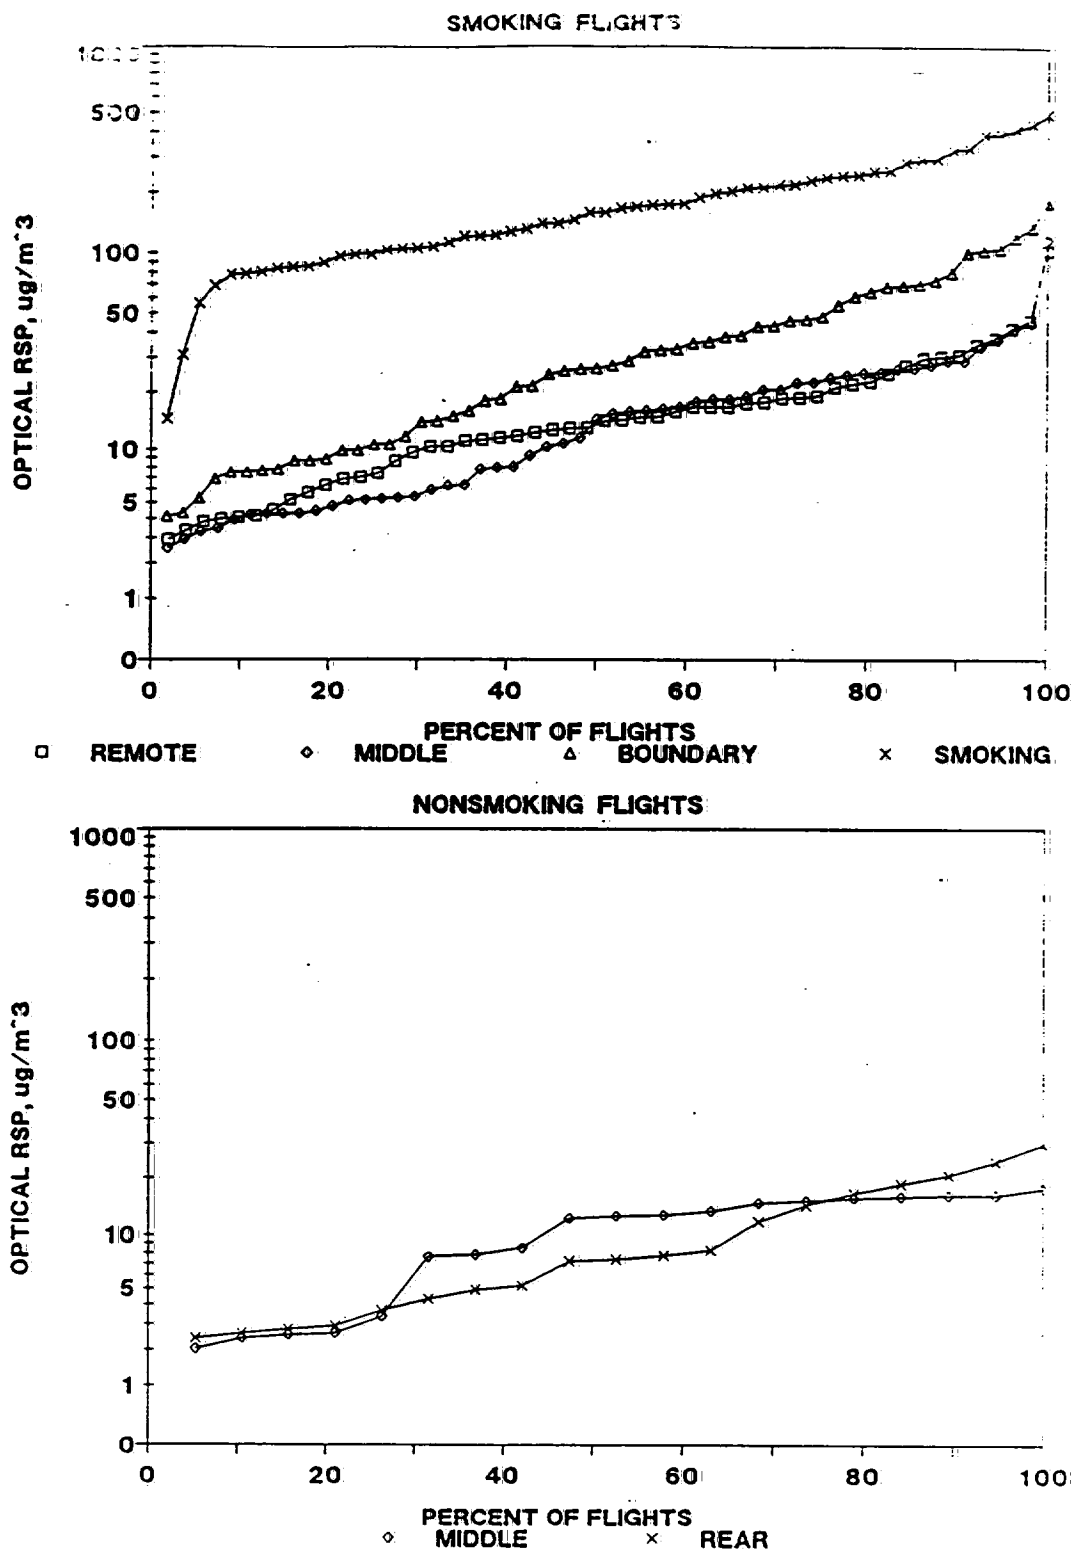 SMOKING FLIGHTS
1000
500
100
50
10
5
1
0
OPTICAL RSP, ug/m^3
0 20 40 60 80 100
PERCENT OF FLIGHTS
REMOTE MIDDLE BOUNDARY SMOKING
NONSMOKING FLIGHTS
1000
500
100
50
10
5
1
0
OPTICAL RSP, ug/m^3
0 20 40 60 80 100
PERCENT OF FLIGHTS
MIDDLE REAR